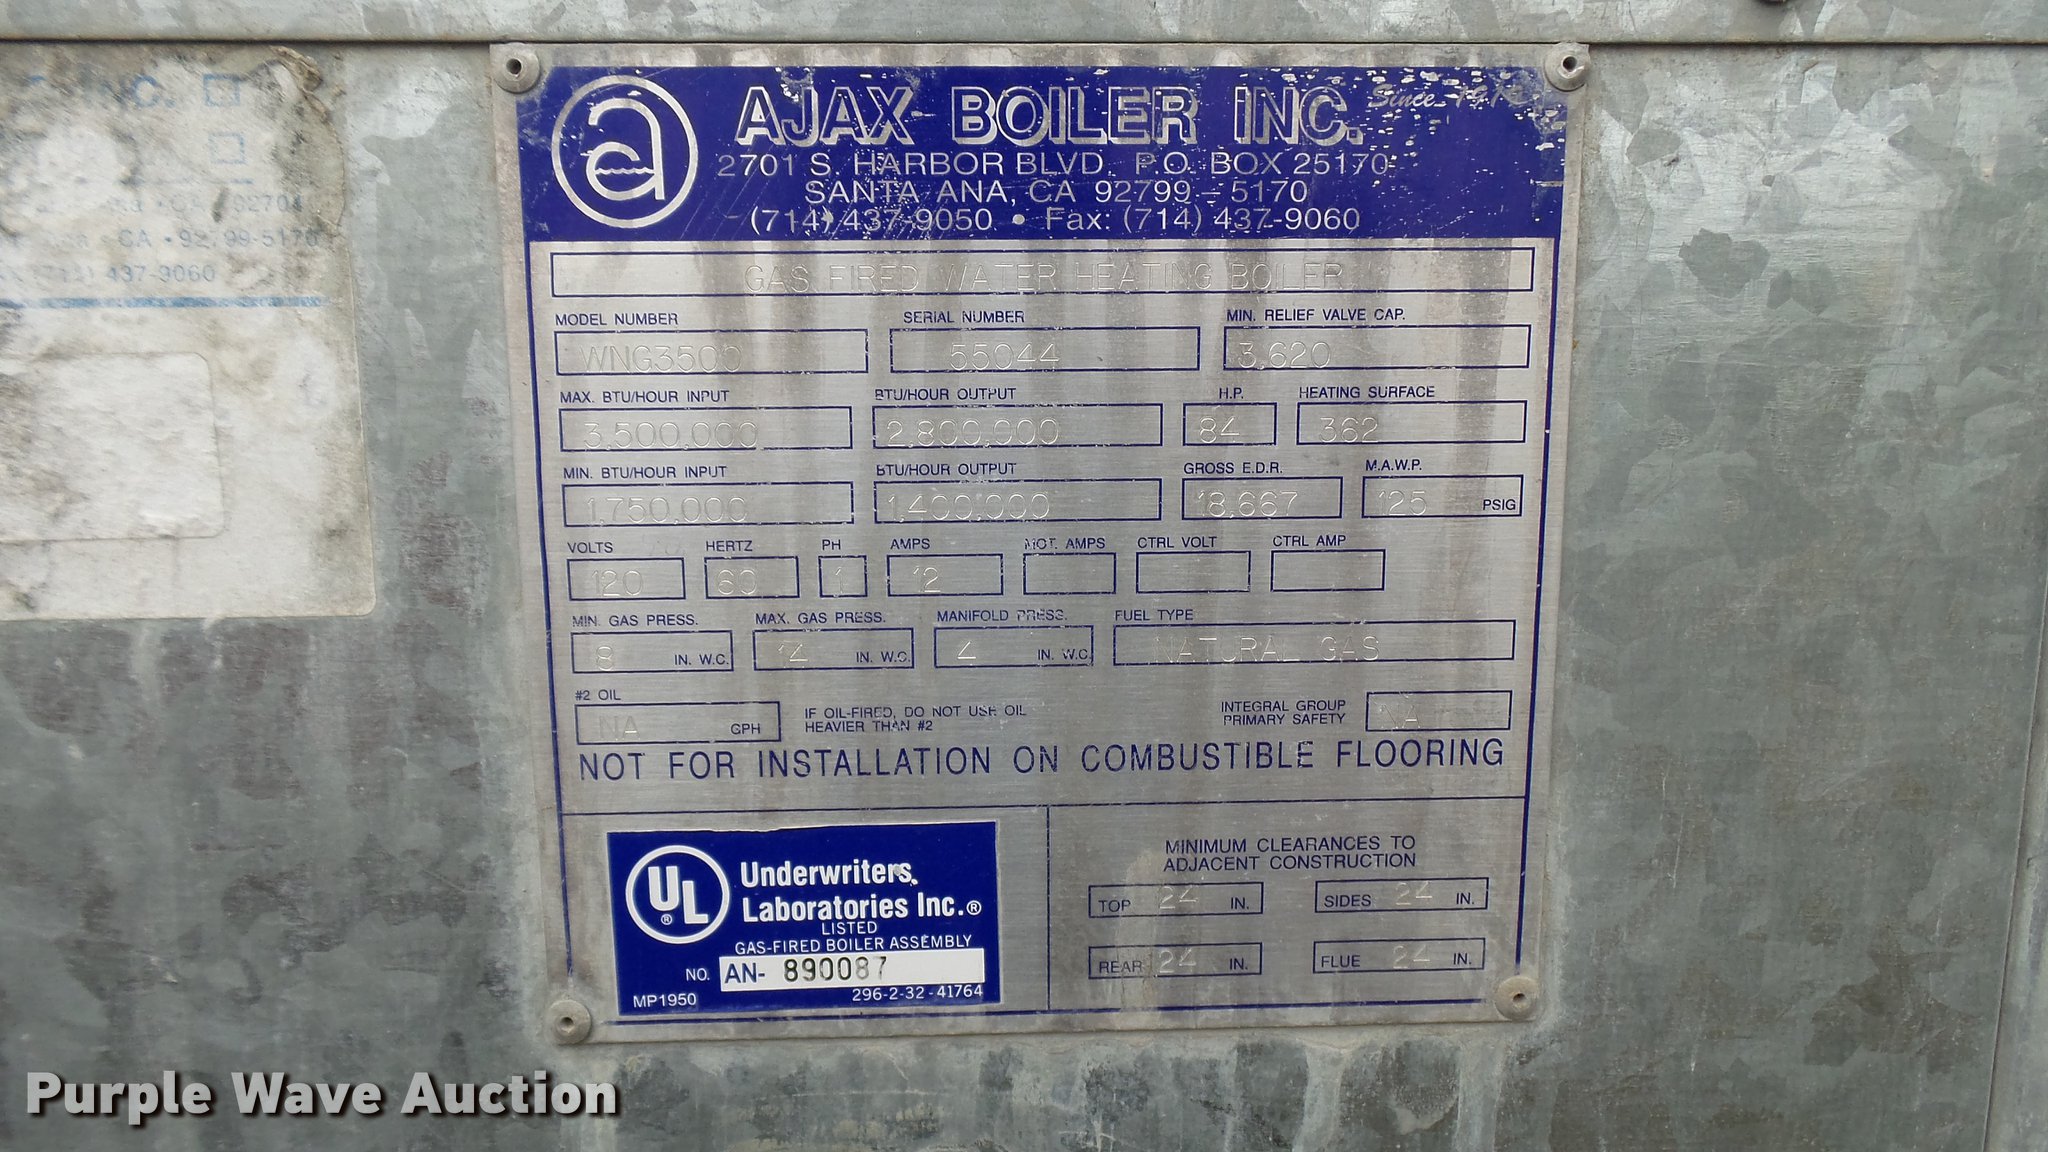 AJAX BOILER INC. Since
2701 S. HARBOR BLVD. P.O. BOX 25170
SANTA ANA, CA 92799-5170
(714) 437-9050 • Fax: (714) 437-9060
GAS FIRED WATER HEATING BOILER
MODEL NUMBER SERIAL NUMBER MIN. RELIEF VALVE CAP.
WNG3500 55044 3,620
MAX. BTU/HOUR INPUT BTU/HOUR OUTPUT H.P. HEATING SURFACE
3,500,000 2,800,000 84 362
MIN. BTU/HOUR INPUT BTU/HOUR OUTPUT GROSS E.D.R. M.A.W.P.
1,750,000 1,400,000 18,667 125 PSIG
VOLTS HERTZ PH AMPS MOT. AMPS CTRL VOLT CTRL AMP
120 60 1 12
MIN. GAS PRESS. MAX. GAS PRESS. MANIFOLD PRESS. FUEL TYPE
8 IN. W.C. 14 IN. W.C. 4 IN. W.C. NATURAL GAS
#2 OIL
NA GPH
IF OIL-FIRED, DO NOT USE OIL
HEAVIER THAN #2
INTEGRAL GROUP
PRIMARY SAFETY NA
NOT FOR INSTALLATION ON COMBUSTIBLE FLOORING
UL ®
Underwriters
Laboratories Inc.®
LISTED
GAS-FIRED BOILER ASSEMBLY
NO. AN- 890087
MP1950 296-2-32-41764
MINIMUM CLEARANCES TO
ADJACENT CONSTRUCTION
TOP 24 IN. SIDES 24 IN.
REAR 24 IN. FLUE 24 IN.
INC.
CA 92704
CA • 92799-5170
(714) 437-9060
Purple Wave Auction